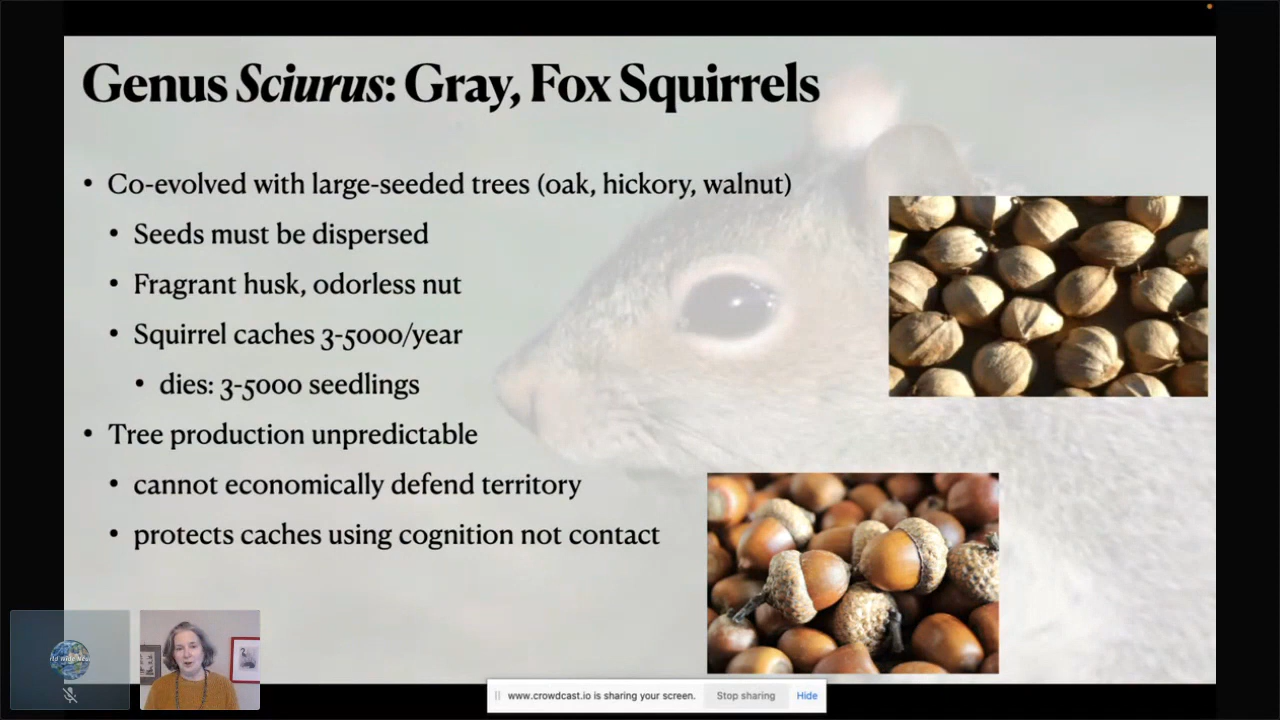 Genus Sciurus: Gray, Fox Squirrels
• Co-evolved with large-seeded trees (oak, hickory, walnut)
• Seeds must be dispersed
• Fragrant husk, odorless nut
• Squirrel caches 3-5000/year
• dies: 3-5000 seedlings
• Tree production unpredictable
• cannot economically defend territory
• protects caches using cognition not contact
www.crowdcast.io is sharing your screen.
Stop sharing
Hide